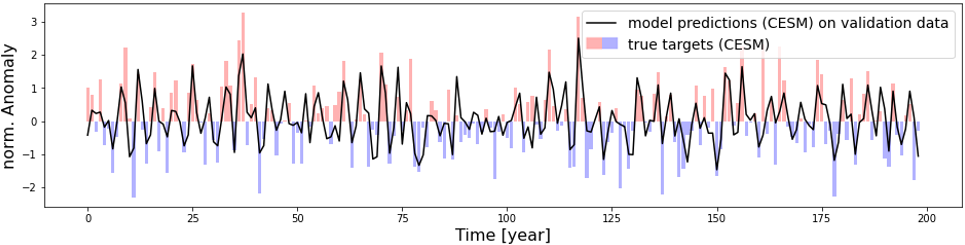 model predictions (CESM) on validation data
true targets (CESM)
norm. Anomaly
3
2
1
0
−1
−2
0 25 50 75 100 125 150 175 200
Time [year]